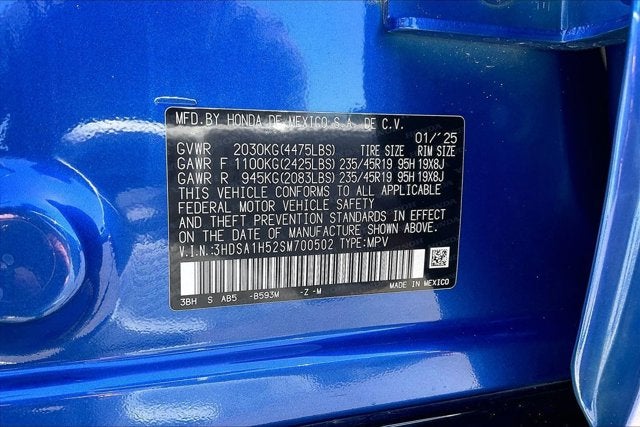 MFD.BY HONDA DE MEXICO S.A. DE C.V.
01/'25
GVWR 2030KG(4475LBS) TIRE SIZE RIM SIZE
GAWR F 1100KG(2425LBS) 235/45R19 95H 19X8J
GAWR R 945KG(2083LBS) 235/45R19 95H 19X8J
THIS VEHICLE CONFORMS TO ALL APPLICABLE
FEDERAL MOTOR VEHICLE SAFETY
AND THEFT PREVENTION STANDARDS IN EFFECT
ON THE DATE OF MANUFACTURE SHOWN ABOVE.
V.I.N.:3HDSA1H52SM700502 TYPE:MPV
3BH S AB5 -B593M -Z -M MADE IN MEXICO